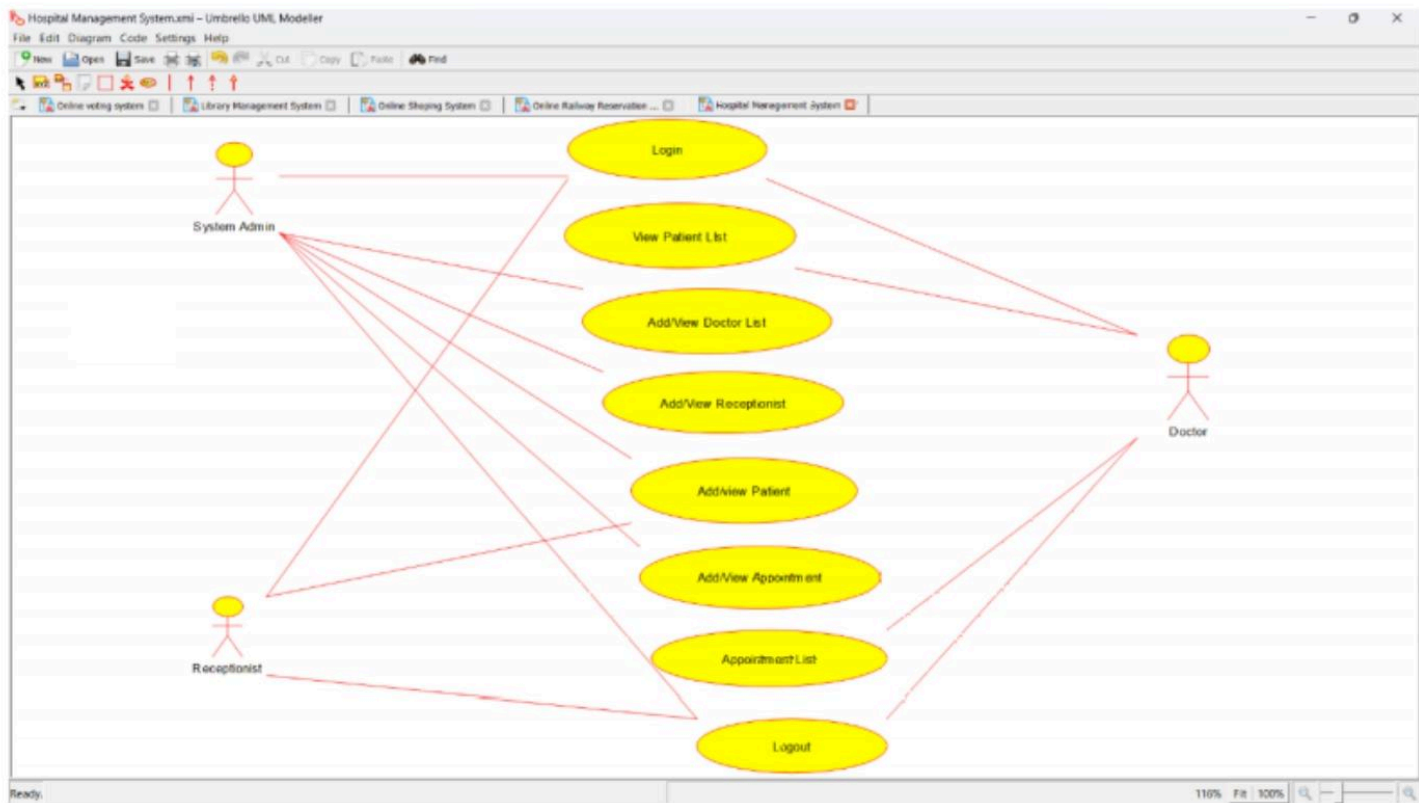 Hospital Management System.xmi – Umbrello UML Modeller
File Edit Diagram Code Settings Help
New Open Save Cut Copy Paste Find
Online voting system Library Management System Online Shoping System Online Railway Reservation ... Hospital Management System
Login
System Admin
View Patient LIst
Add/View Doctor List
Add/View Receptionist
Doctor
Add/view Patient
Add/View Appointment
Appointment List
Receptionist
Logout
Ready.
116% Fit 100%